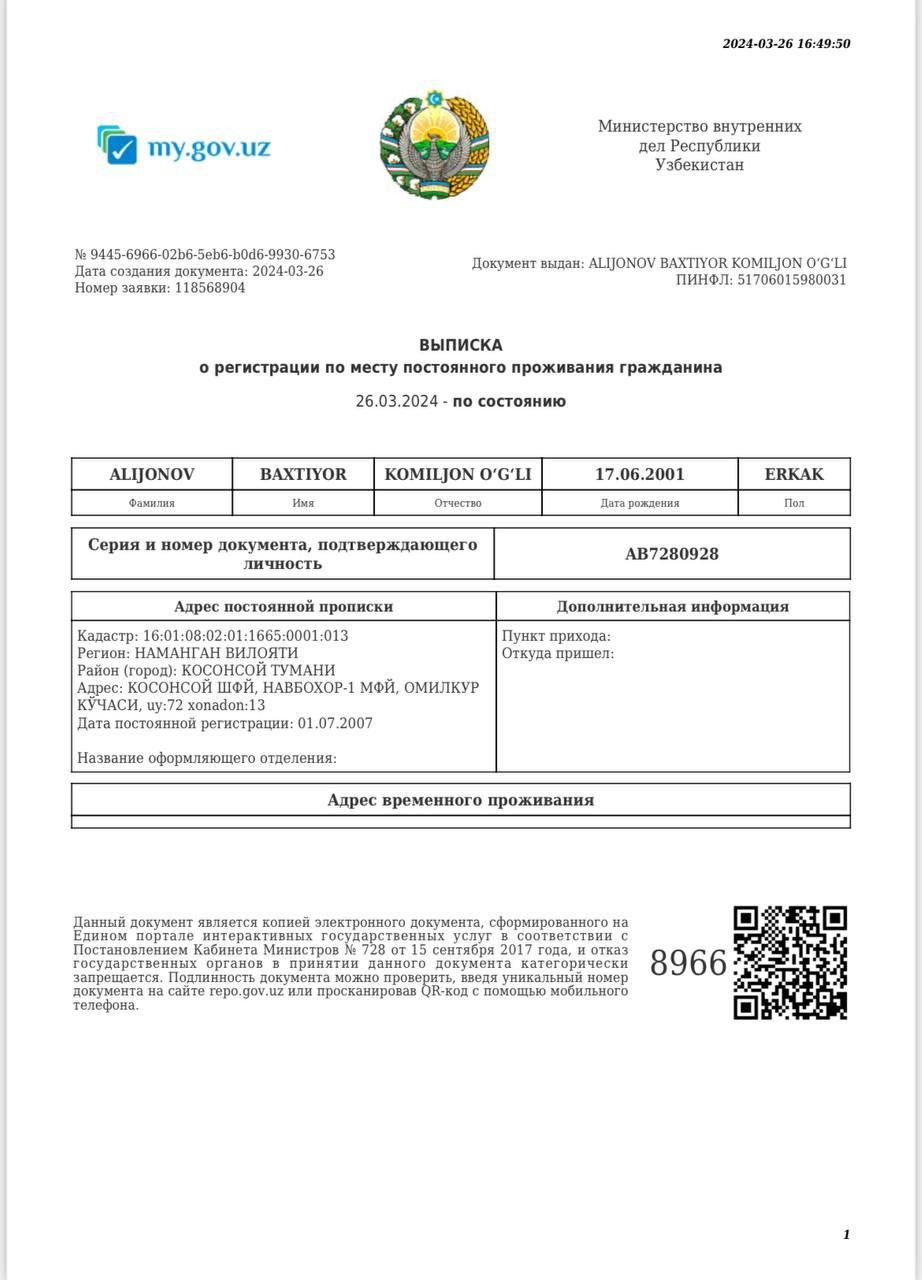 2024-03-26 16:49:50
my.gov.uz
Министерство внутренних
дел Республики
Узбекистан
№ 9445-6966-02b6-5eb6-b0d6-9930-6753
Дата создания документа: 2024-03-26
Номер заявки: 118568904
Документ выдан: ALIJONOV BAXTIYOR KOMILJON O‘G‘LI
ПИНФЛ: 51706015980031
ВЫПИСКА
о регистрации по месту постоянного проживания гражданина
26.03.2024 - по состоянию
ALIJONOV BAXTIYOR KOMILJON O‘G‘LI 17.06.2001 ERKAK
Фамилия Имя Отчество Дата рождения Пол
Серия и номер документа, подтверждающего
личность
AB7280928
Адрес постоянной прописки Дополнительная информация
Кадастр: 16:01:08:02:01:1665:0001:013
Регион: НАМАНГАН ВИЛОЯТИ
Район (город): КОСОНСОЙ ТУМАНИ
Адрес: КОСОНСОЙ ШФЙ, НАВБОХОР-1 МФЙ, ОМИЛКУР
КЎЧАСИ, uy:72 xonadon:13
Дата постоянной регистрации: 01.07.2007
Название оформляющего отделения:
Пункт прихода:
Откуда пришел:
Адрес временного проживания
Данный документ является копией электронного документа, сформированного на
Едином портале интерактивных государственных услуг в соответствии с
Постановлением Кабинета Министров № 728 от 15 сентября 2017 года, и отказ
государственных органов в принятии данного документа категорически
запрещается. Подлинность документа можно проверить, введя уникальный номер
документа на сайте repo.gov.uz или просканировав QR-код с помощью мобильного
телефона.
8966
1